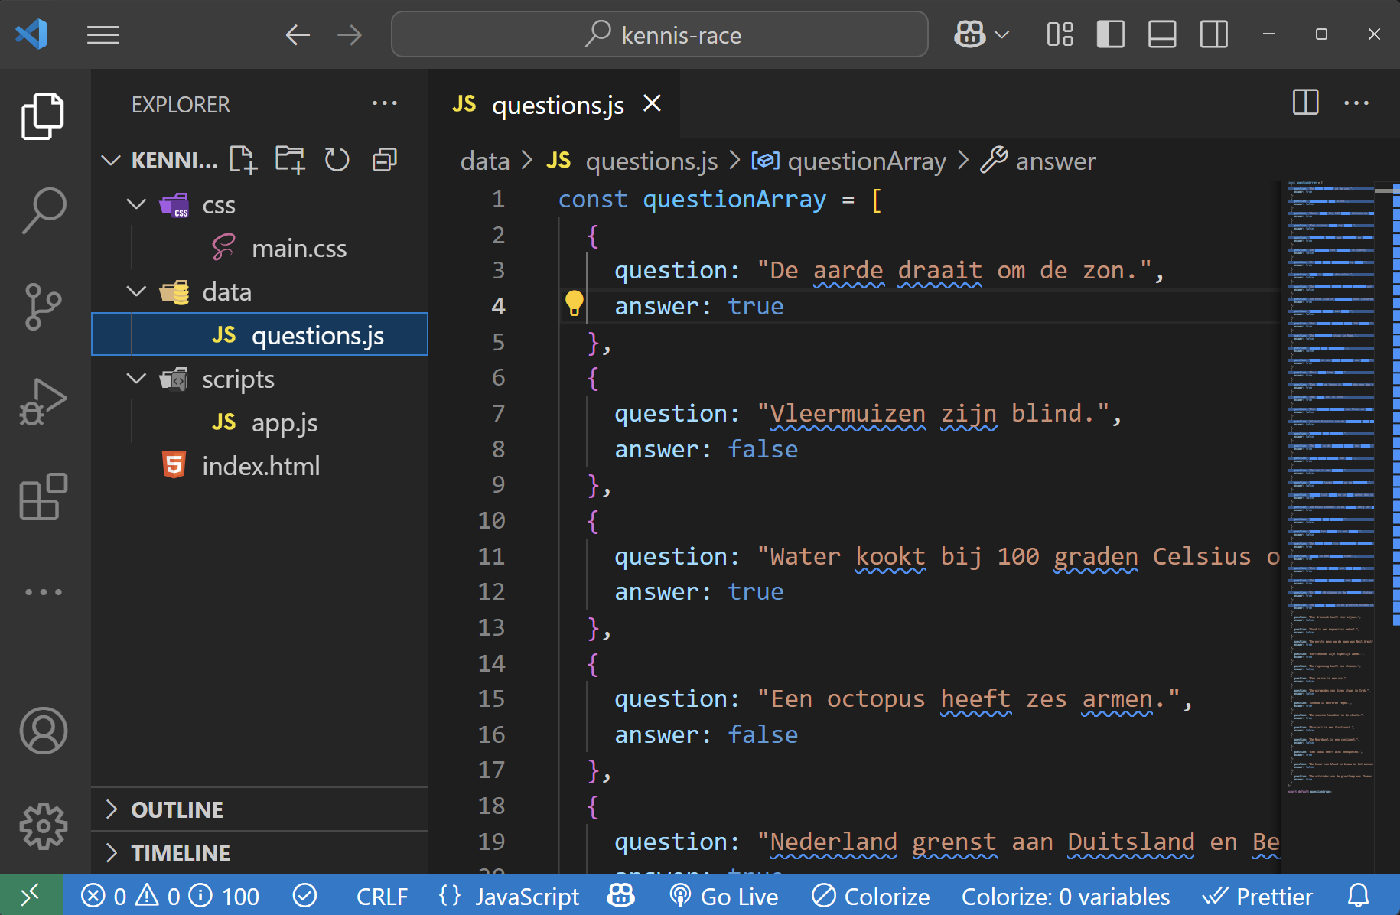 kennis-race
EXPLORER
KENNI...
css
main.css
data
JS questions.js
scripts
JS app.js
index.html
OUTLINE
TIMELINE
JS questions.js
data > JS questions.js > questionArray > answer
1 const questionArray = [
2 {
3 question: "De aarde draait om de zon.",
4 answer: true
5 },
6 {
7 question: "Vleermuizen zijn blind.",
8 answer: false
9 },
10 {
11 question: "Water kookt bij 100 graden Celsius o
12 answer: true
13 },
14 {
15 question: "Een octopus heeft zes armen.",
16 answer: false
17 },
18 {
19 question: "Nederland grenst aan Duitsland en Be
0 0 100 CRLF {} JavaScript Go Live Colorize Colorize: 0 variables Prettier